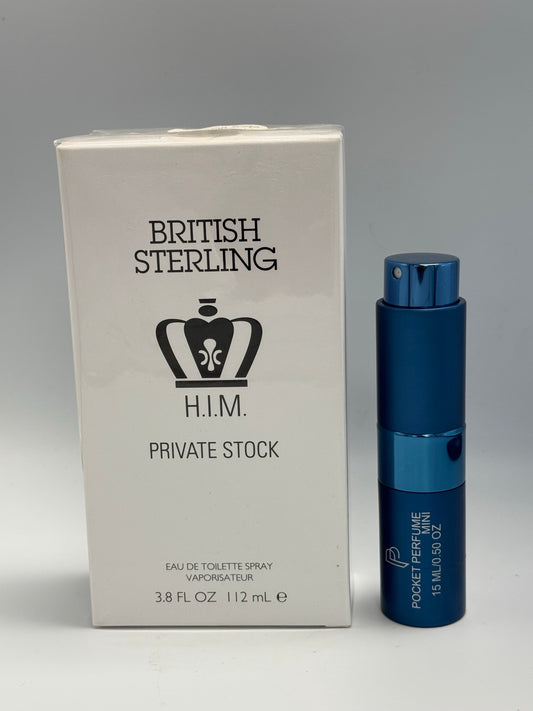 BRITISH
STERLING
H.I.M.
PRIVATE STOCK
EAU DE TOILETTE SPRAY
VAPORISATEUR
3.8 FL OZ 112 mL ℮
POCKET PERFUME
MINI
15 ML/0.50 OZ